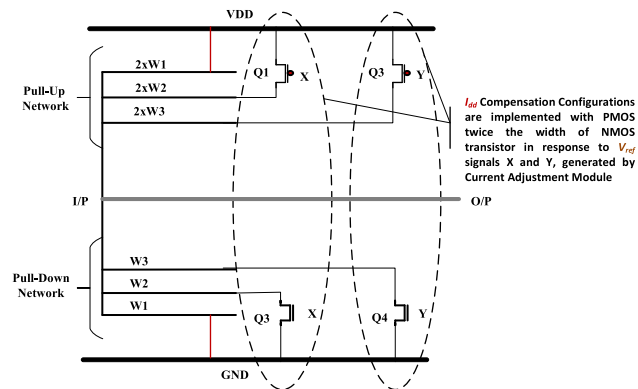 VDD
2xW1
Q1
X
Q3
Y
2xW2
2xW3
Pull-Up
Network
I_dd Compensation Configurations
are implemented with PMOS
twice the width of NMOS
transistor in response to V_ref
signals X and Y, generated by
Current Adjustment Module
I/P
O/P
Pull-Down
Network
W3
W2
W1
Q3
X
Q4
Y
GND